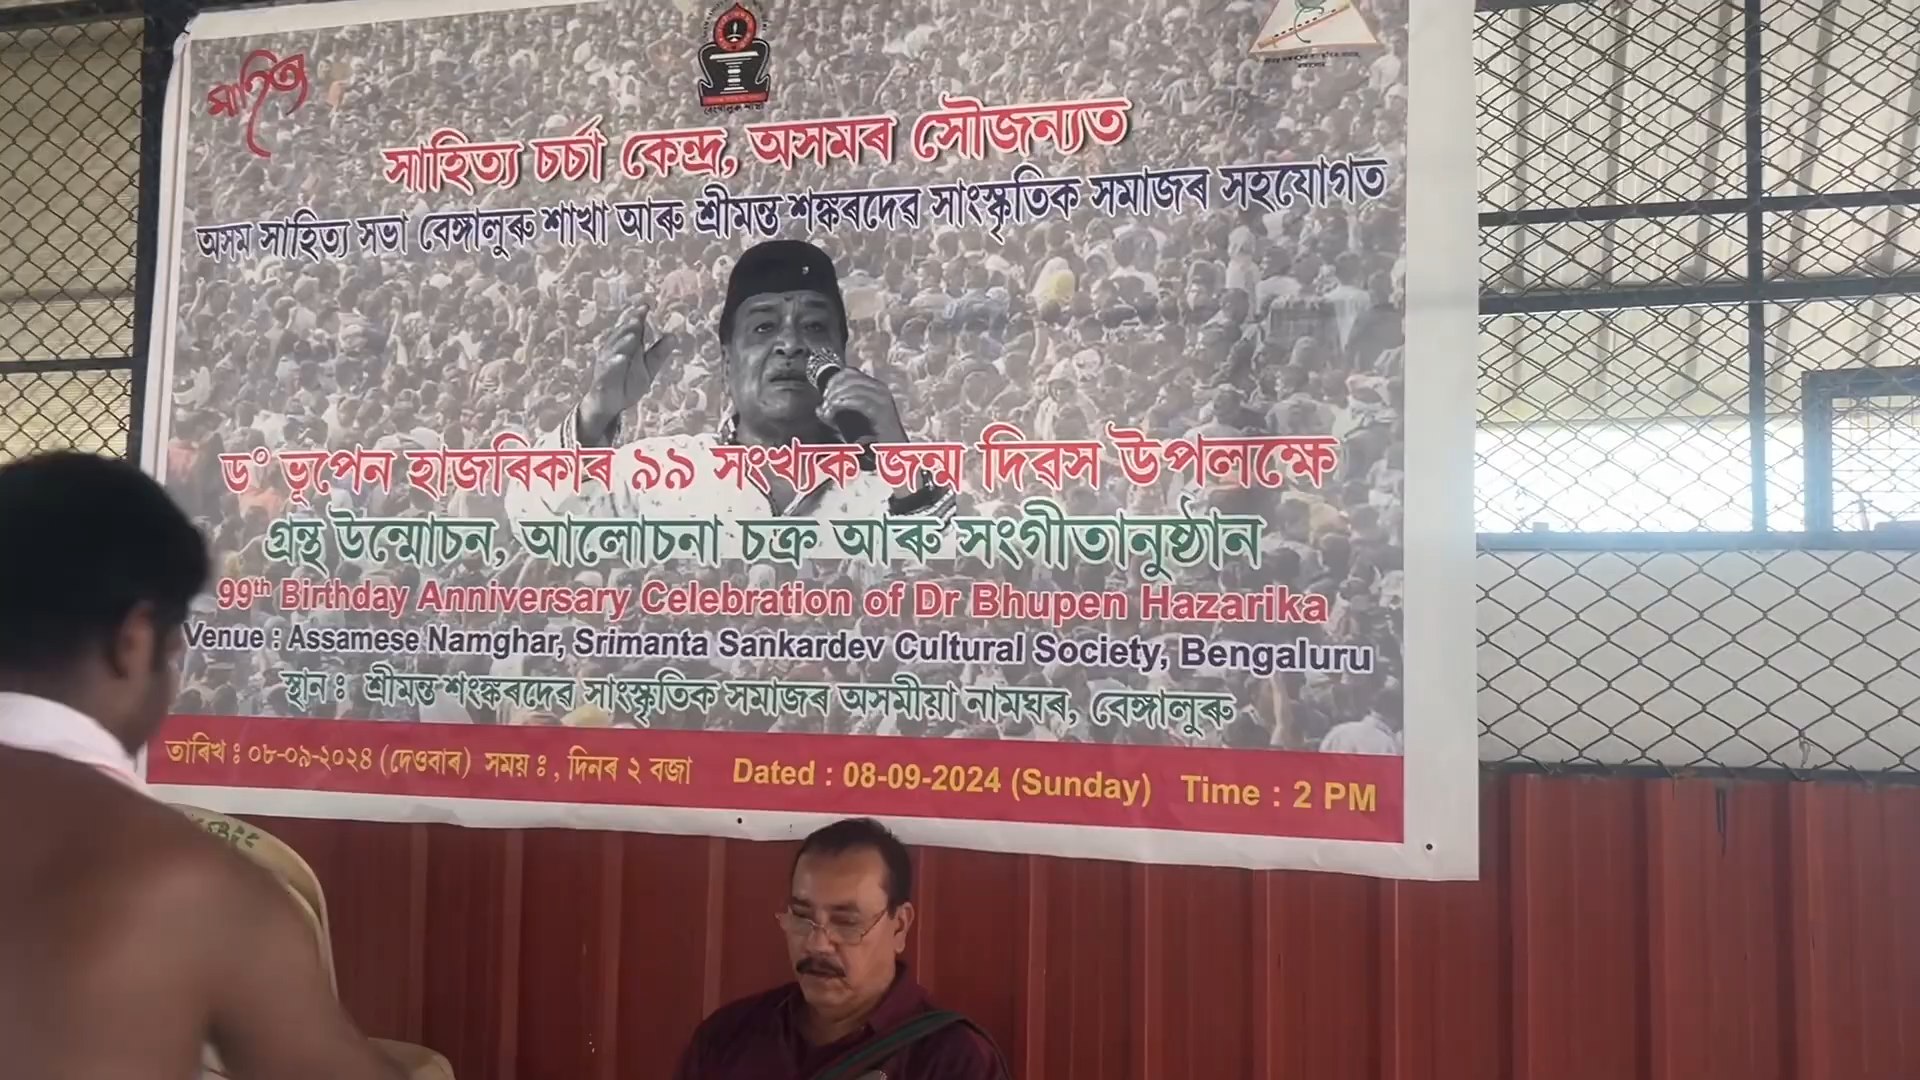 সাহিত্য
বেংগালুৰু শাখা
সাহিত্য চৰ্চা কেন্দ্ৰ, অসমৰ সৌজন্যত
অসম সাহিত্য সভা বেঙ্গালুৰু শাখা আৰু শ্ৰীমন্ত শঙ্কৰদেৱ সাংস্কৃতিক সমাজৰ সহযোগত
ড° ভূপেন হাজৰিকাৰ ৯৯ সংখ্যক জন্ম দিৱস উপলক্ষে
গ্ৰন্থ উন্মোচন, আলোচনা চক্ৰ আৰু সংগীতানুষ্ঠান
99th Birthday Anniversary Celebration of Dr Bhupen Hazarika
Venue : Assamese Namghar, Srimanta Sankardev Cultural Society, Bengaluru
স্থান ঃ শ্ৰীমন্ত শংঙ্কৰদেৱ সাংস্কৃতিক সমাজৰ অসমীয়া নামঘৰ, বেঙ্গালুৰু
তাৰিখ ঃ ০৮-০৯-২০২৪ (দেওবাৰ) সময় ঃ , দিনৰ ২ বজা Dated : 08-09-2024 (Sunday) Time : 2 PM